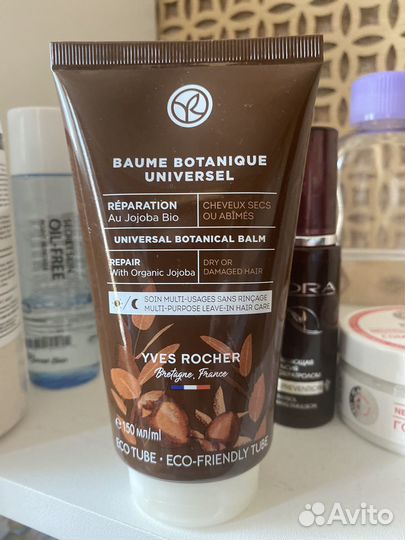 BAUME BOTANIQUE
UNIVERSEL
RÉPARATION
Au Jojoba Bio
CHEVEUX SECS
OU ABÎMÉS
UNIVERSAL BOTANICAL BALM
REPAIR
With Organic Jojoba
DRY OR
DAMAGED HAIR
SOIN MULTI-USAGES SANS RINÇAGE
MULTI-PURPOSE LEAVE-IN HAIR CARE
YVES ROCHER
Bretagne, France
e 150 мл/ml
ECO TUBE • ECO-FRIENDLY TUBE
OIL-FREE
ORA
Avito